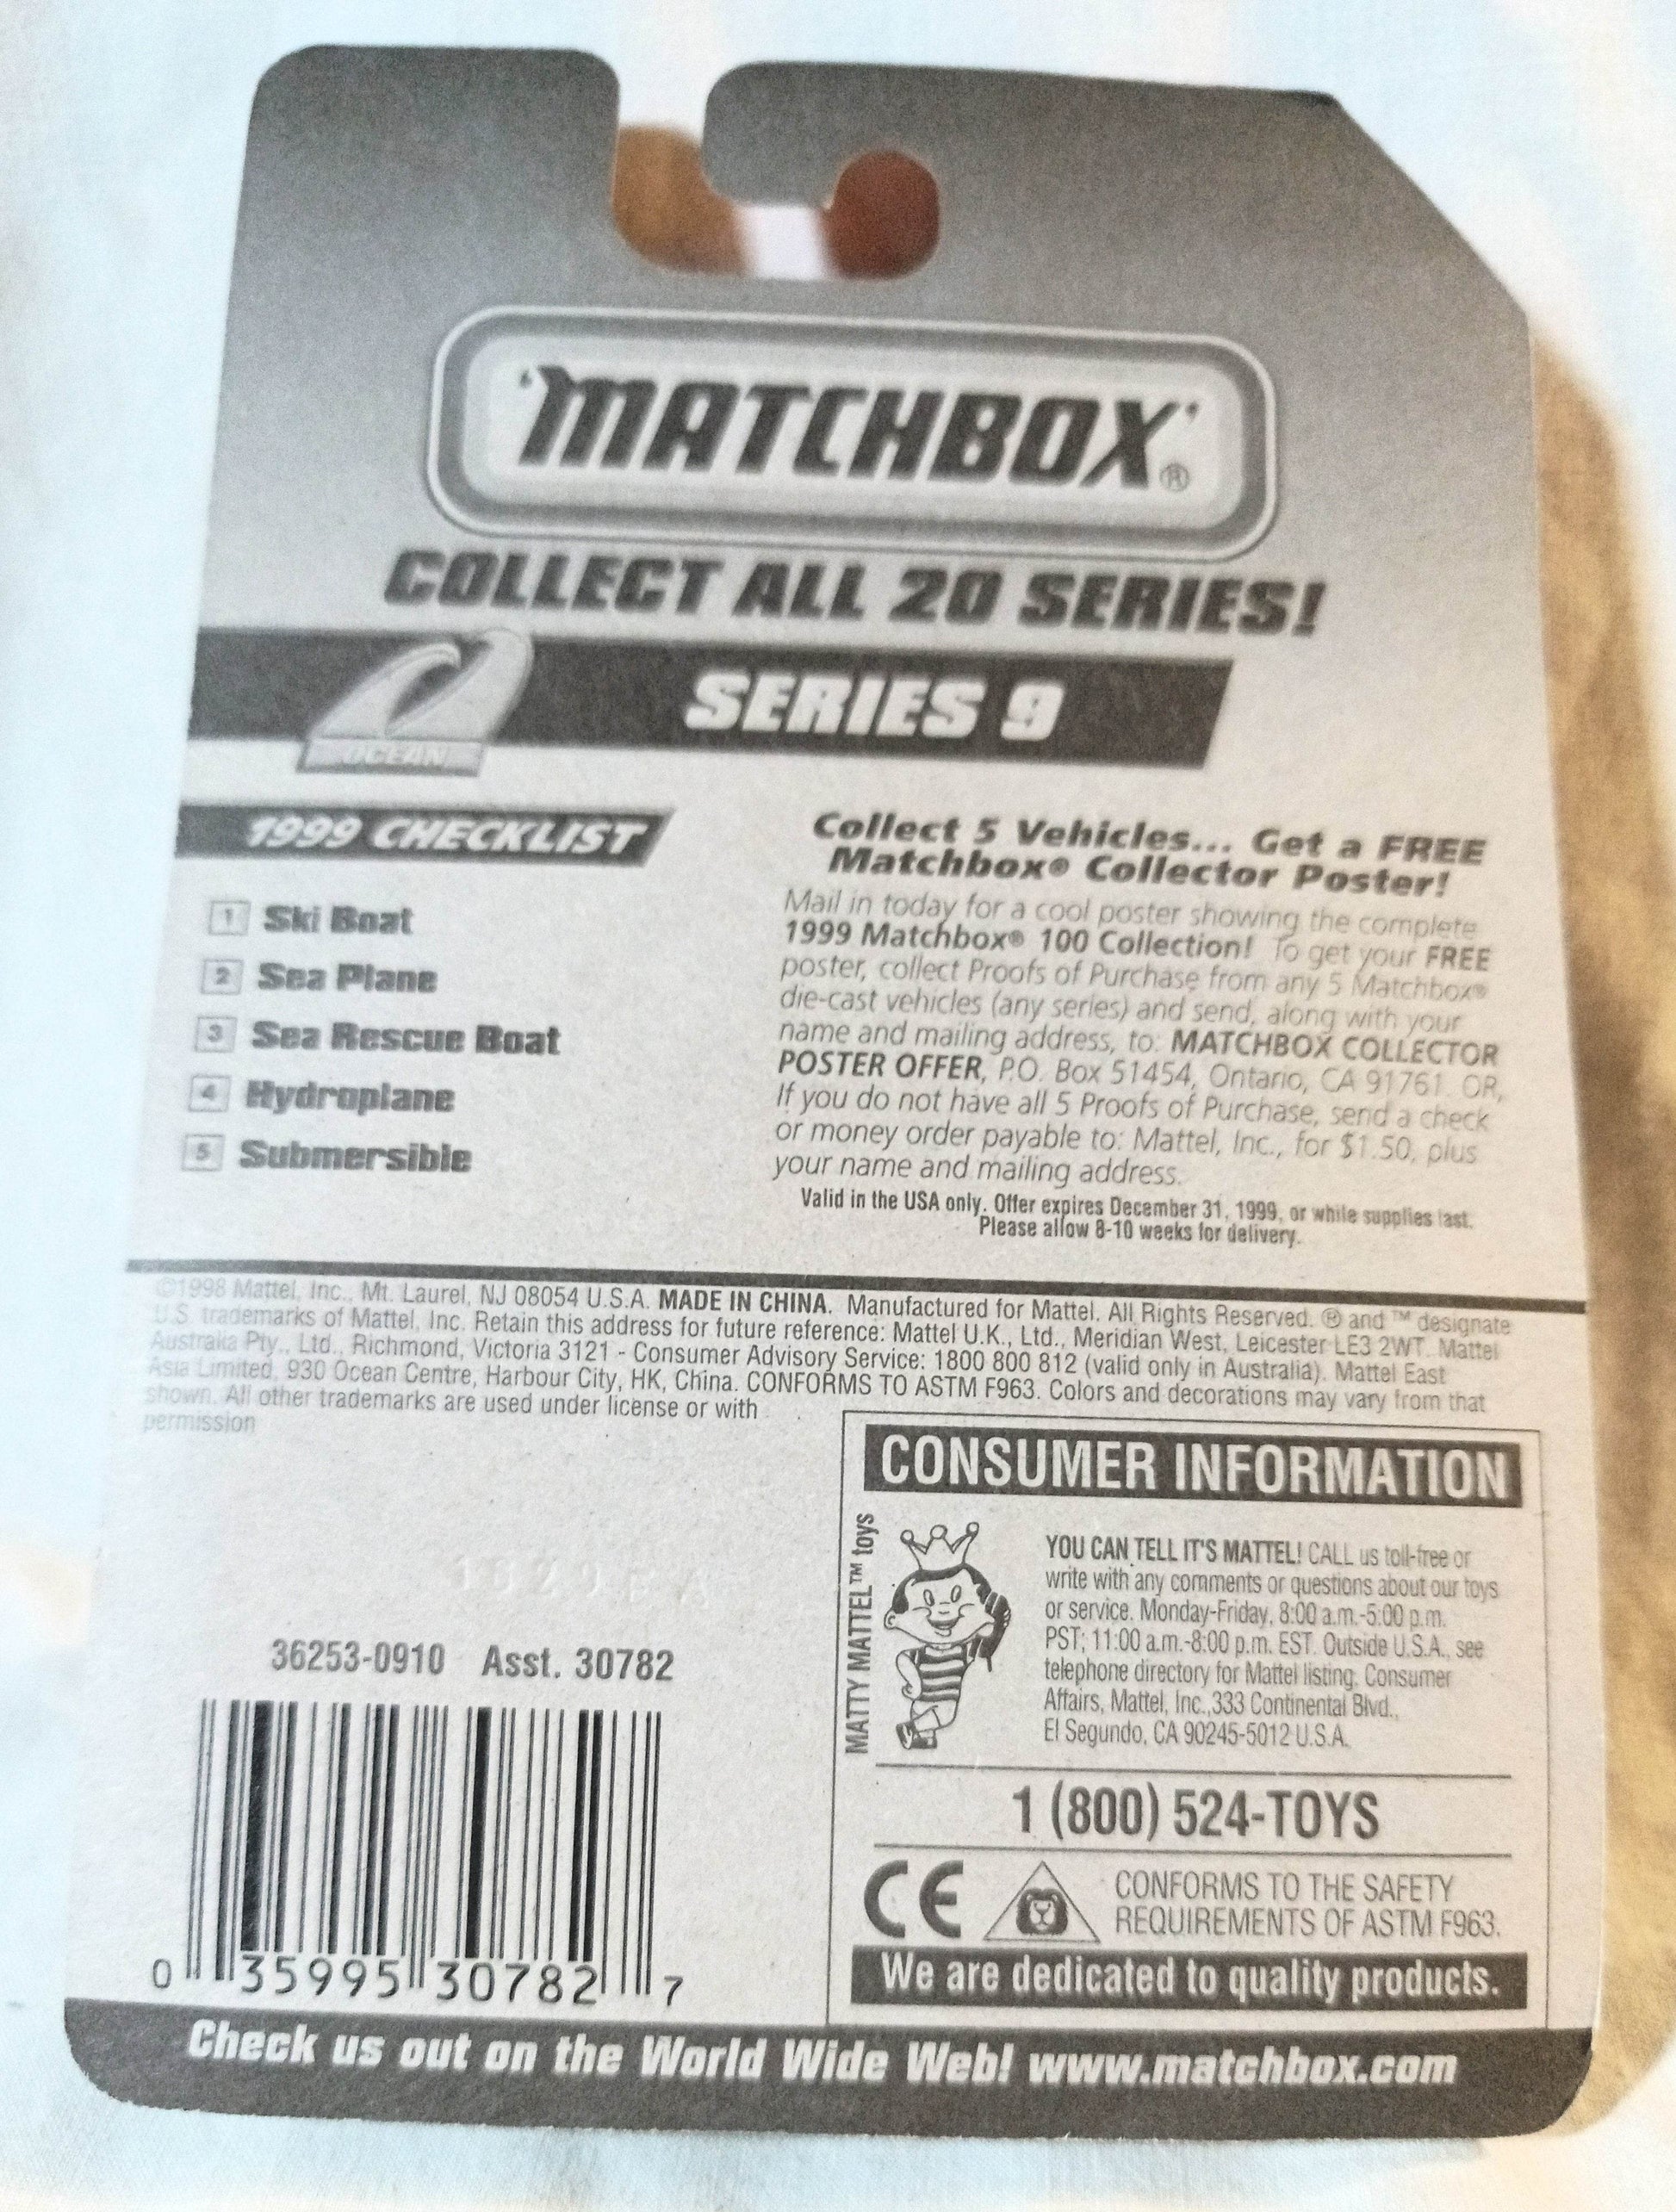 'MATCHBOX'®
COLLECT ALL 20 SERIES!
OCEAN
SERIES 9
1999 CHECKLIST
1 Ski Boat
2 Sea Plane
3 Sea Rescue Boat
4 Hydroplane
5 Submersible
Collect 5 Vehicles... Get a FREE
Matchbox® Collector Poster!
Mail in today for a cool poster showing the complete
1999 Matchbox® 100 Collection! To get your FREE
poster, collect Proofs of Purchase from any 5 Matchbox®
die-cast vehicles (any series) and send, along with your
name and mailing address, to: MATCHBOX COLLECTOR
POSTER OFFER, P.O. Box 51454, Ontario, CA 91761. OR,
If you do not have all 5 Proofs of Purchase, send a check
or money order payable to: Mattel, Inc., for $1.50, plus
your name and mailing address.
Valid in the USA only. Offer expires December 31, 1999, or while supplies last.
Please allow 8-10 weeks for delivery.
©1998 Mattel, Inc., Mt. Laurel, NJ 08054 U.S.A. MADE IN CHINA. Manufactured for Mattel. All Rights Reserved. ® and ™ designate
U.S. trademarks of Mattel, Inc. Retain this address for future reference: Mattel U.K., Ltd., Meridian West, Leicester LE3 2WT. Mattel
Australia Pty., Ltd., Richmond, Victoria 3121 - Consumer Advisory Service: 1800 800 812 (valid only in Australia). Mattel East
Asia Limited, 930 Ocean Centre, Harbour City, HK, China. CONFORMS TO ASTM F963. Colors and decorations may vary from that
shown. All other trademarks are used under license or with
permission
36253-0910 Asst. 30782
0 35995 30782 7
CONSUMER INFORMATION
MATTY MATTEL™ toys
YOU CAN TELL IT'S MATTEL! CALL us toll-free or
write with any comments or questions about our toys
or service. Monday-Friday, 8:00 a.m.-5:00 p.m.
PST; 11:00 a.m.-8:00 p.m. EST. Outside U.S.A., see
telephone directory for Mattel listing. Consumer
Affairs, Mattel, Inc.,333 Continental Blvd.,
El Segundo, CA 90245-5012 U.S.A.
1 (800) 524-TOYS
CE
CONFORMS TO THE SAFETY
REQUIREMENTS OF ASTM F963.
We are dedicated to quality products.
Check us out on the World Wide Web! www.matchbox.com